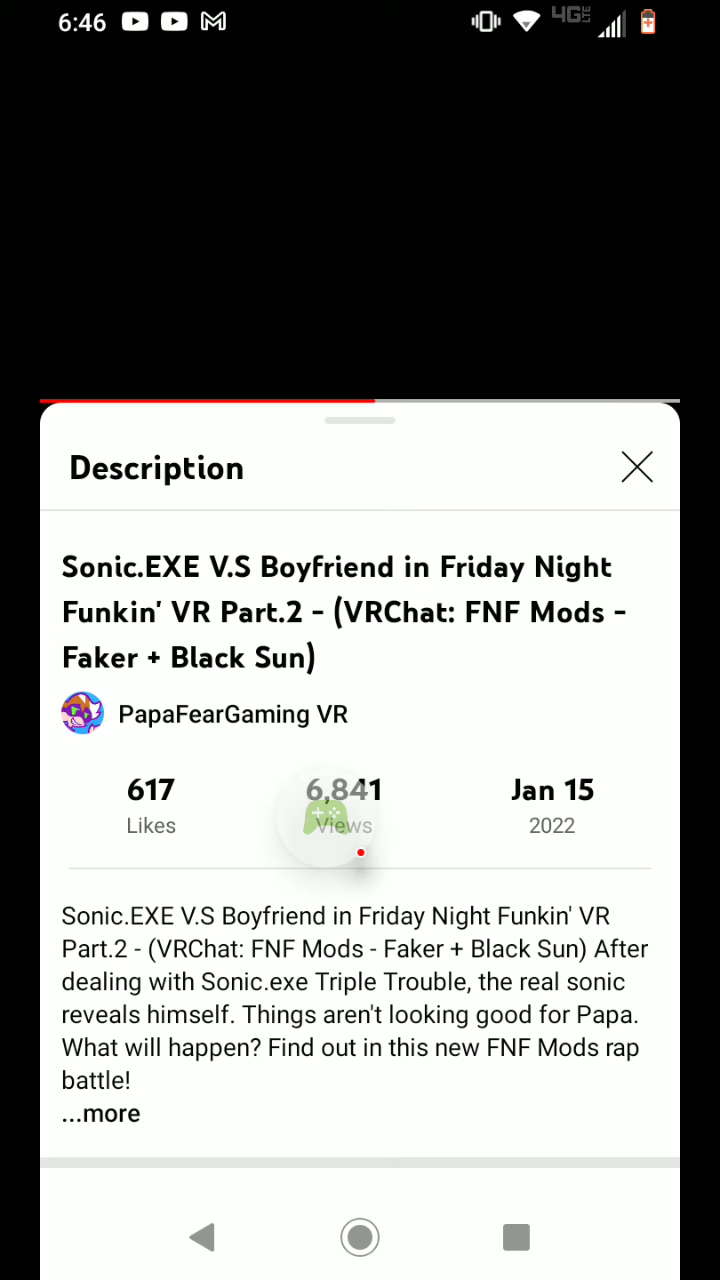 6:46
4G LTE
Description
Sonic.EXE V.S Boyfriend in Friday Night
Funkin' VR Part.2 - (VRChat: FNF Mods -
Faker + Black Sun)
PapaFearGaming VR
617 6,841 Jan 15
Likes Views 2022
Sonic.EXE V.S Boyfriend in Friday Night Funkin' VR
Part.2 - (VRChat: FNF Mods - Faker + Black Sun) After
dealing with Sonic.exe Triple Trouble, the real sonic
reveals himself. Things aren't looking good for Papa.
What will happen? Find out in this new FNF Mods rap
battle!
...more